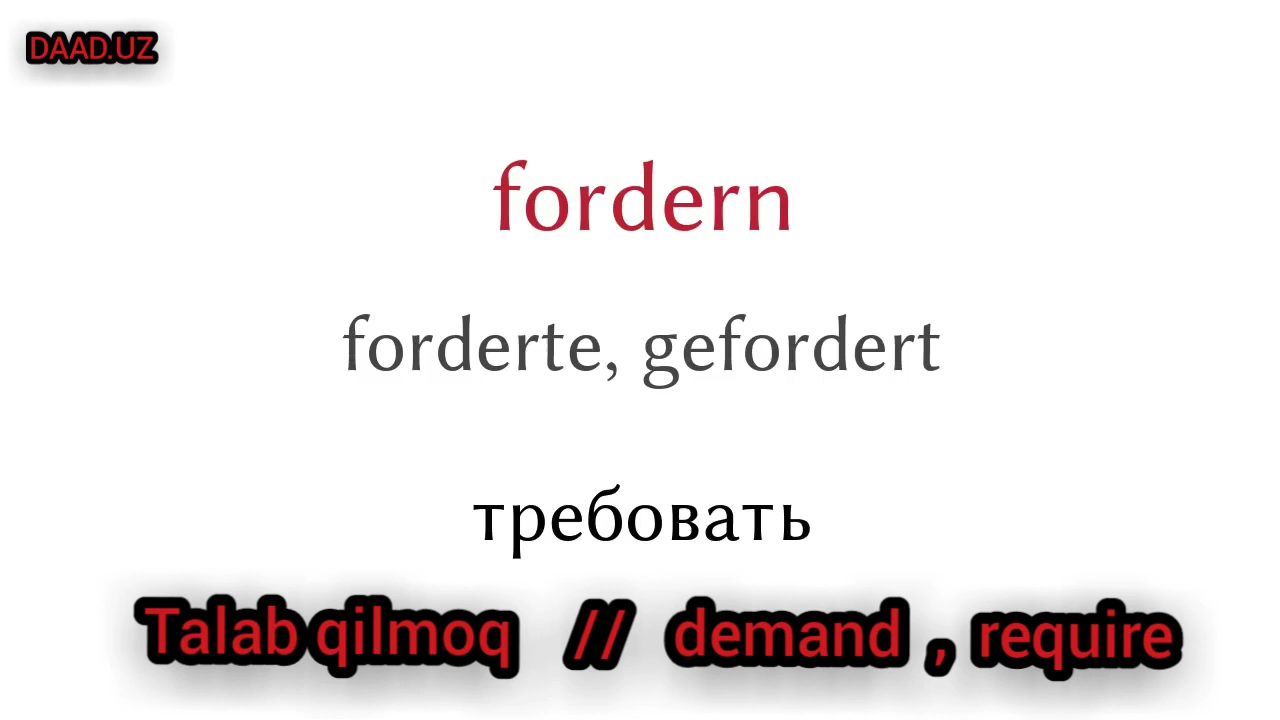 DAAD.UZ
fordern
forderte, gefordert
требовать
Talab qilmoq // demand , require